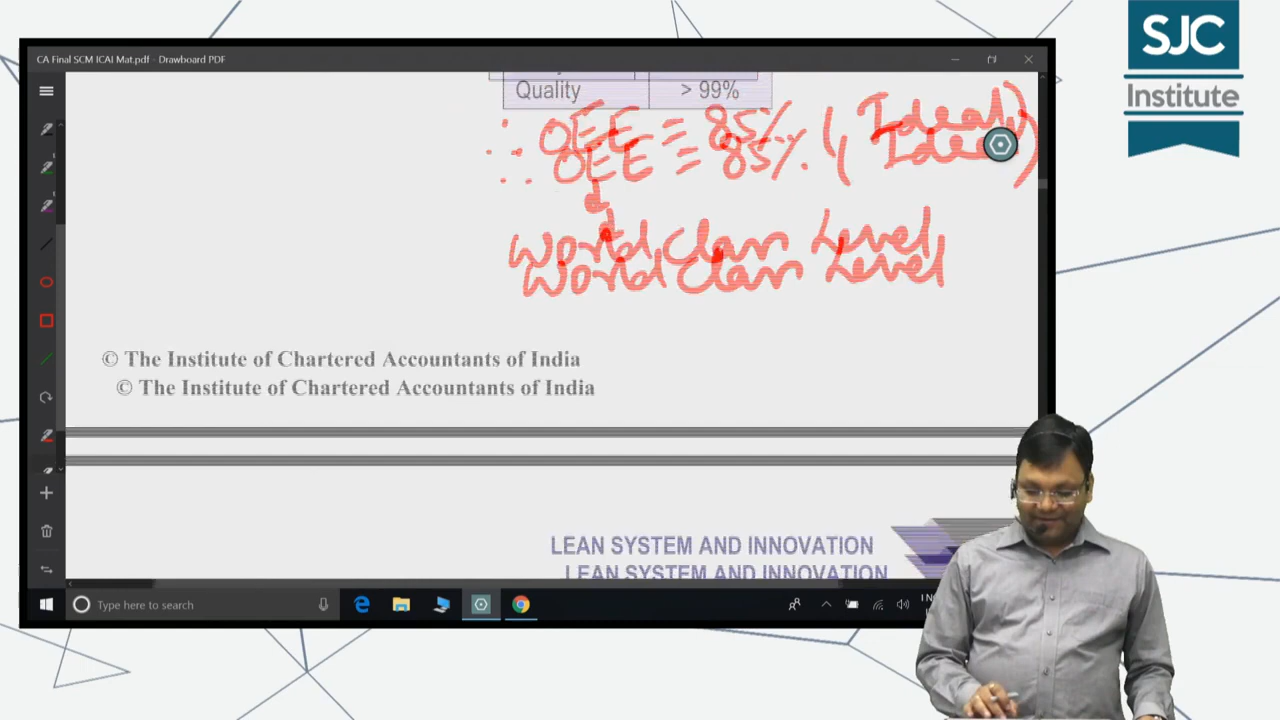 SJC
Institute
CA Final SCM ICAI Mat.pdf - Drawboard PDF
Quality > 99%
∴ OEE = 85% (Idealy)
∴ OEE = 85%. (
World Class Level
World Class Level
© The Institute of Chartered Accountants of India
© The Institute of Chartered Accountants of India
LEAN SYSTEM AND INNOVATION
LEAN SYSTEM AND INNOVATION
Type here to search
IN